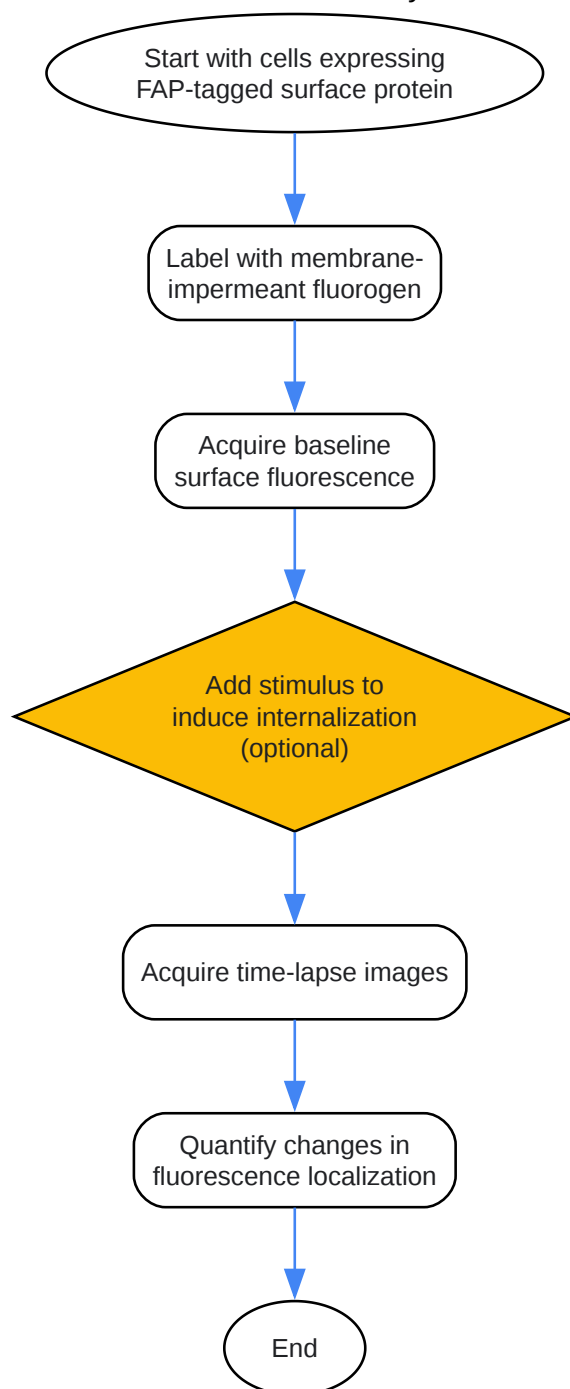 Start with cells expressing
FAP-tagged surface protein
Label with membrane-
impermeant fluorogen
Acquire baseline
surface fluorescence
Add stimulus to
induce internalization
(optional)
Acquire time-lapse images
Quantify changes in
fluorescence localization
End